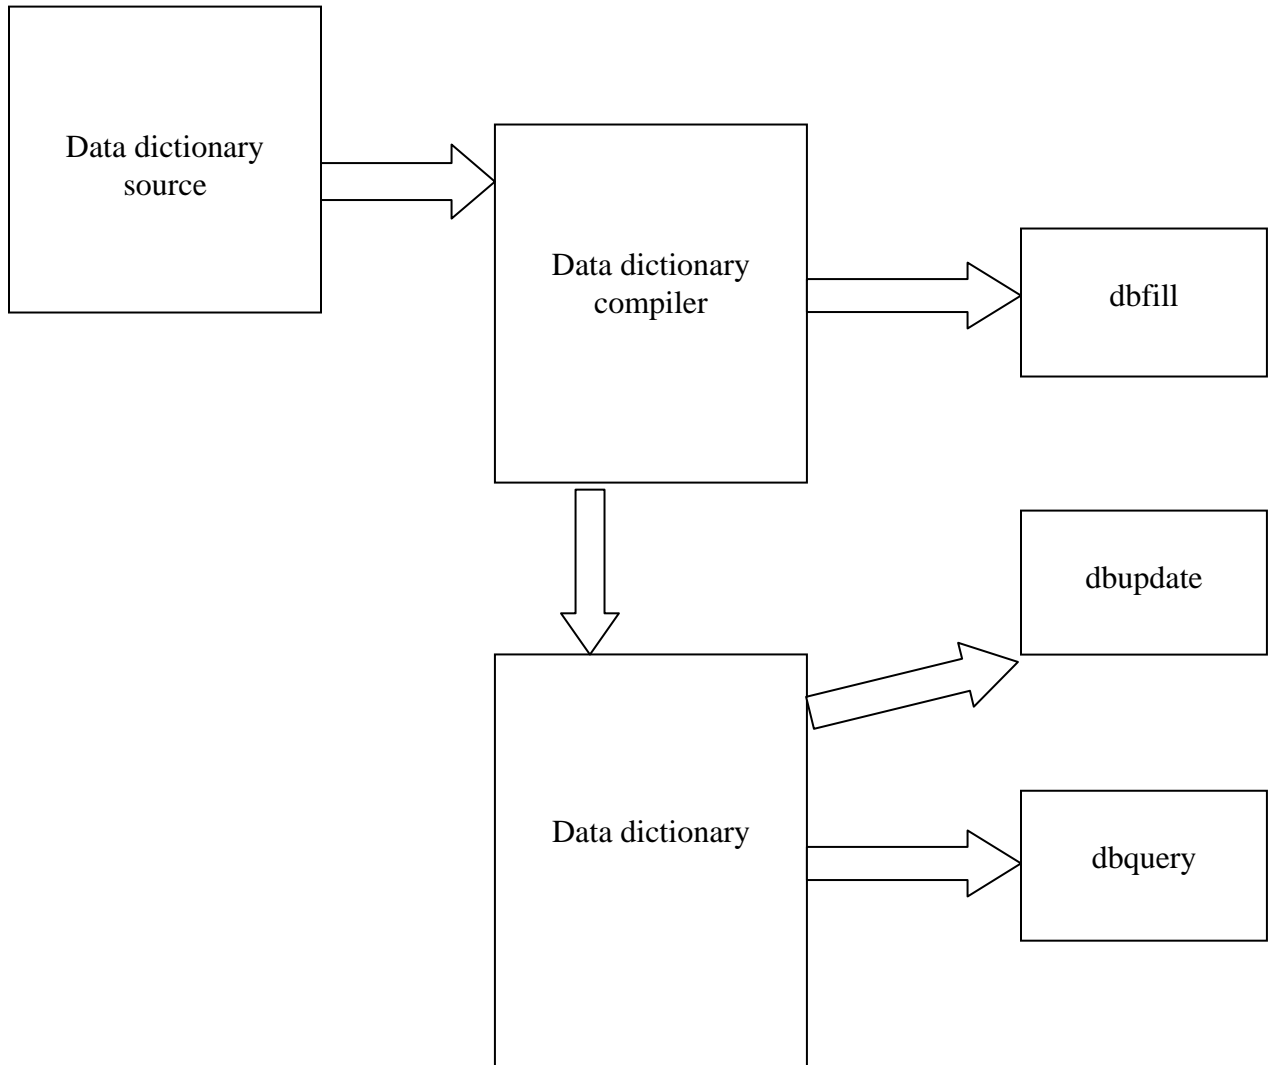 Data dictionary
source
Data dictionary
compiler
dbfill
dbupdate
Data dictionary
dbquery